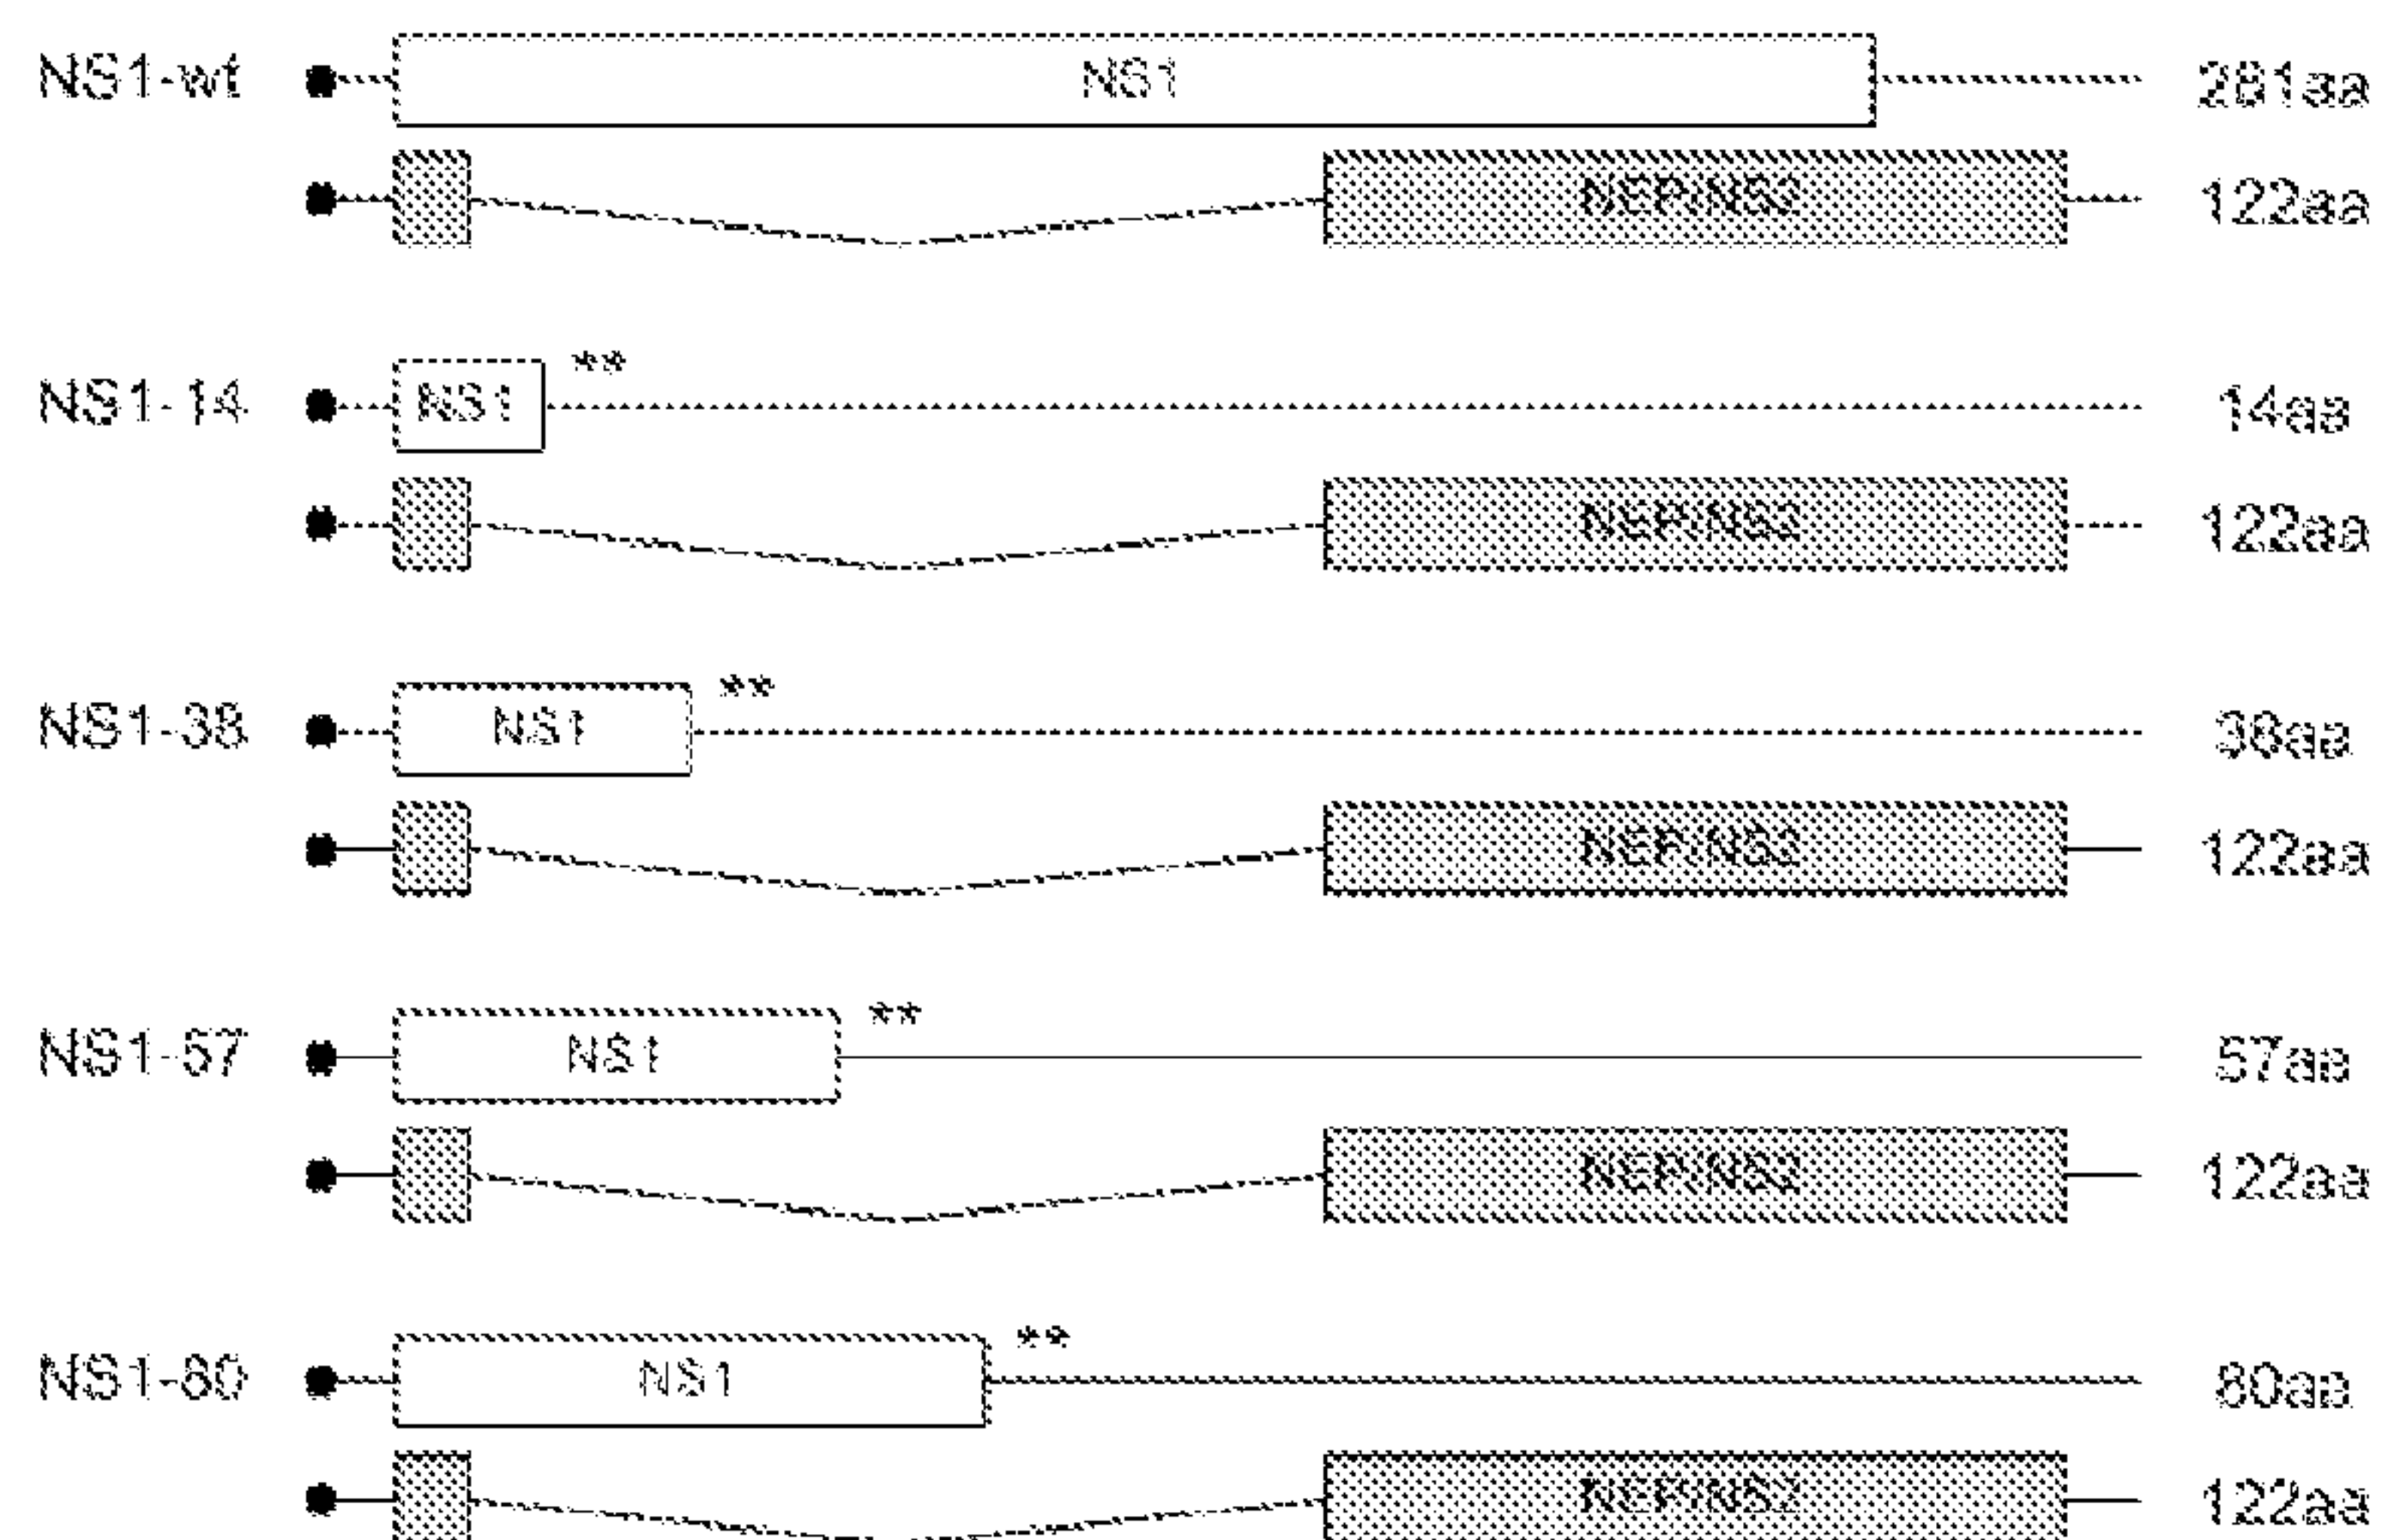 NS1-wt NS1 281aa
NEP/NS2 122aa
**
NS1-14 NS1 14aa
NEP/NS2 122aa
**
NS1-38 NS1 38aa
NEP/NS2 122aa
**
NS1-57 NS1 57aa
NEP/NS2 122aa
**
NS1-80 NS1 80aa
NEP/NS2 122aa